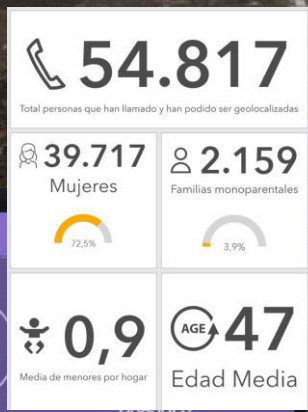 54.817
Total personas que han llamado y han podido ser geolocalizadas
39.717
Mujeres
72,5%
2.159
Familias monoparentales
3,9%
0,9
Media de menores por hogar
AGE 47
Edad Media